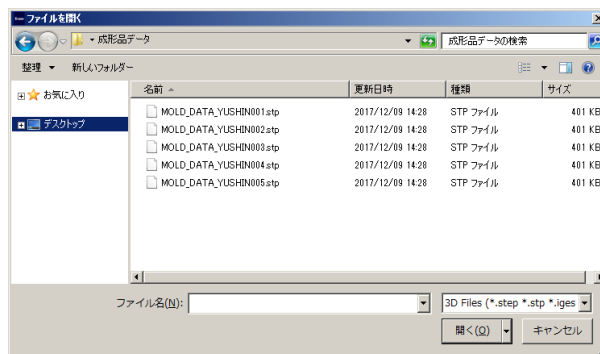 ファイルを開く
成形品データ
成形品データの検索
整理 新しいフォルダー
お気に入り
デスクトップ
名前 更新日時 種類 サイズ
MOLD_DATA_YUSHIN001.stp 2017/12/09 14:28 STP ファイル 401 KB
MOLD_DATA_YUSHIN002.stp 2017/12/09 14:28 STP ファイル 401 KB
MOLD_DATA_YUSHIN003.stp 2017/12/09 14:28 STP ファイル 401 KB
MOLD_DATA_YUSHIN004.stp 2017/12/09 14:28 STP ファイル 401 KB
MOLD_DATA_YUSHIN005.stp 2017/12/09 14:28 STP ファイル 401 KB
ファイル名(N):
3D Files (*.step *.stp *.iges
開く(O) キャンセル